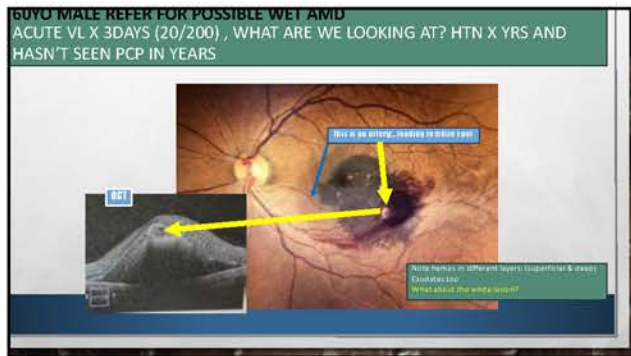 60YO MALE REFER FOR POSSIBLE WET AMD
ACUTE VL X 3DAYS (20/200) , WHAT ARE WE LOOKING AT? HTN X YRS AND
HASN'T SEEN PCP IN YEARS
This is an artery...leading to white spot
OCT
Note hemes in different layers: (superficial & deep)
Exudates too
What about the white lesion?